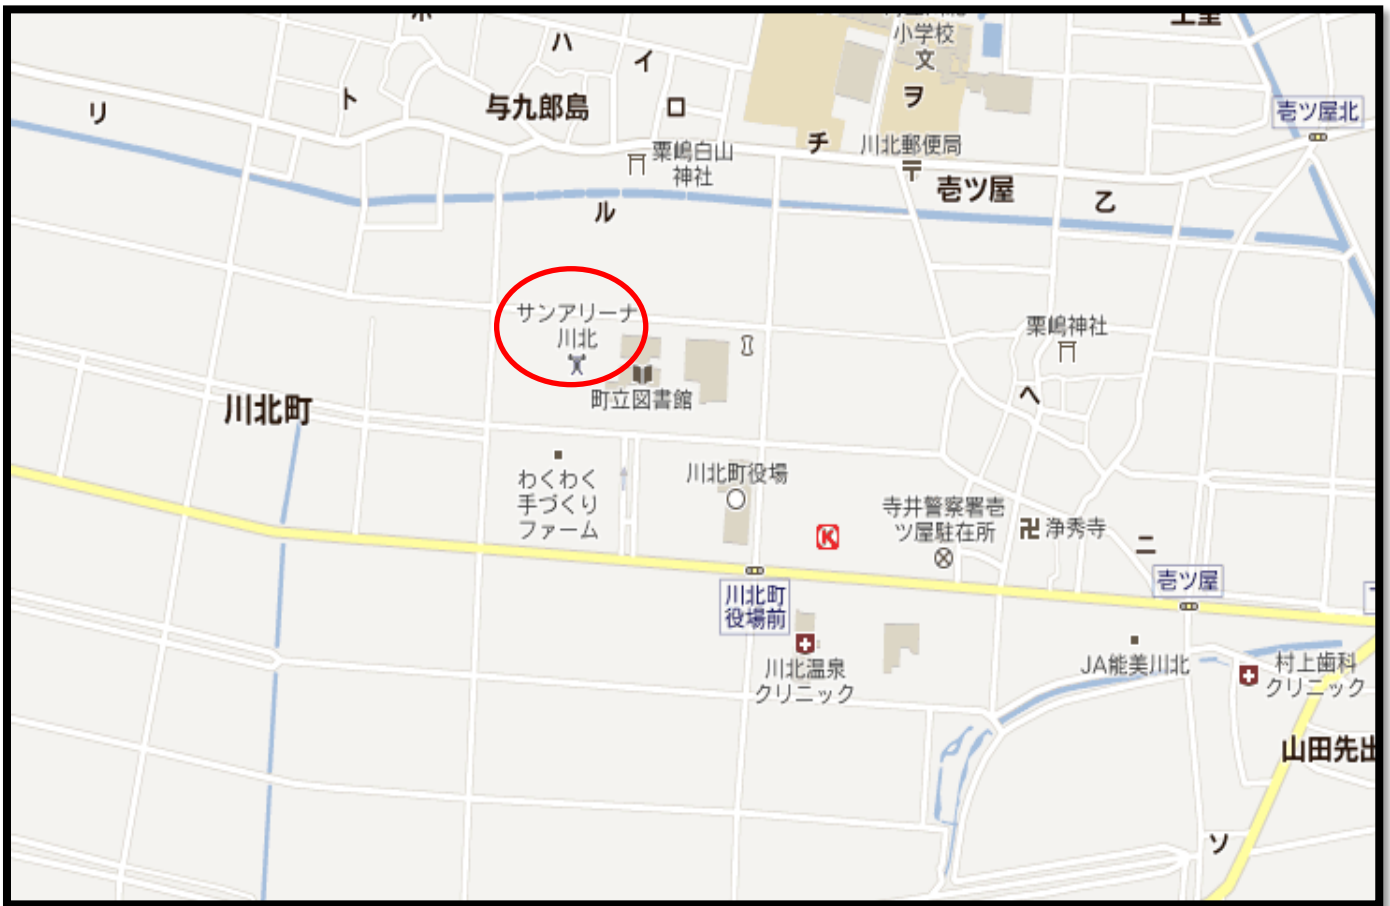 小学校
文
ハ
イ
ヲ
リ
ト
与九郎島
ロ
チ
川北郵便局
壱ツ屋北
粟嶋白山
神社
壱ツ屋
乙
ル
サンアリーナ
川北
粟嶋神社
町立図書館
川北町
ヘ
わくわく
手づくり
ファーム
川北町役場
寺井警察署壱
ツ屋駐在所
浄秀寺
ニ
K
壱ツ屋
川北町
役場前
川北温泉
クリニック
JA能美川北
村上歯科
クリニック
山田先出
ソ